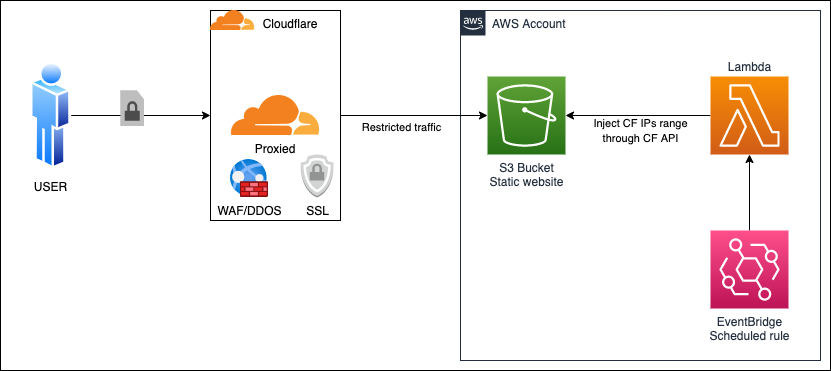 Cloudflare
aws
AWS Account
USER
Proxied
WAF/DDOS
SSL
Restricted traffic
S3 Bucket
Static website
Inject CF IPs range
through CF API
Lambda
EventBridge
Scheduled rule